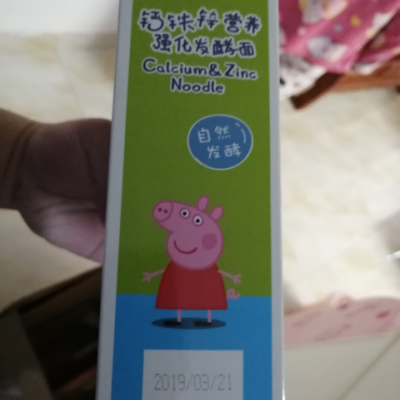 钙铁锌营养
强化发酵面
Calcium&Zinc
Noodle
自然
发酵
2019/03/21